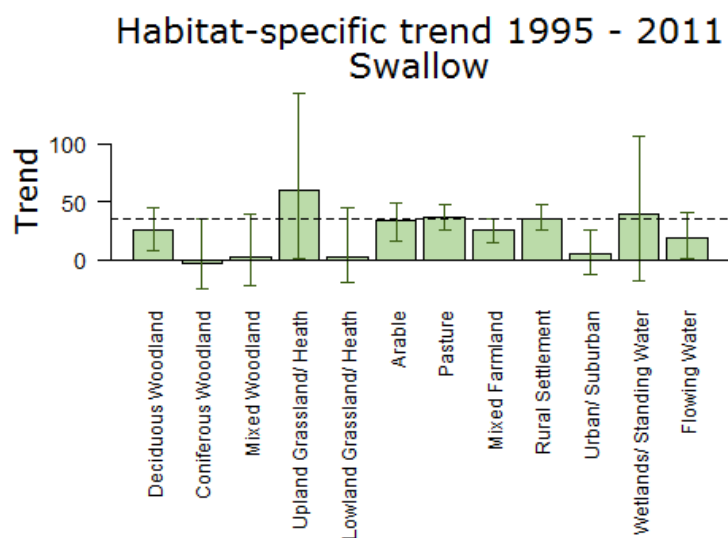 Habitat-specific trend 1995 - 2011
Swallow
Trend
100
50
0
Deciduous Woodland
Coniferous Woodland
Mixed Woodland
Upland Grassland/ Heath
Lowland Grassland/ Heath
Arable
Pasture
Mixed Farmland
Rural Settlement
Urban/ Suburban
Wetlands/ Standing Water
Flowing Water